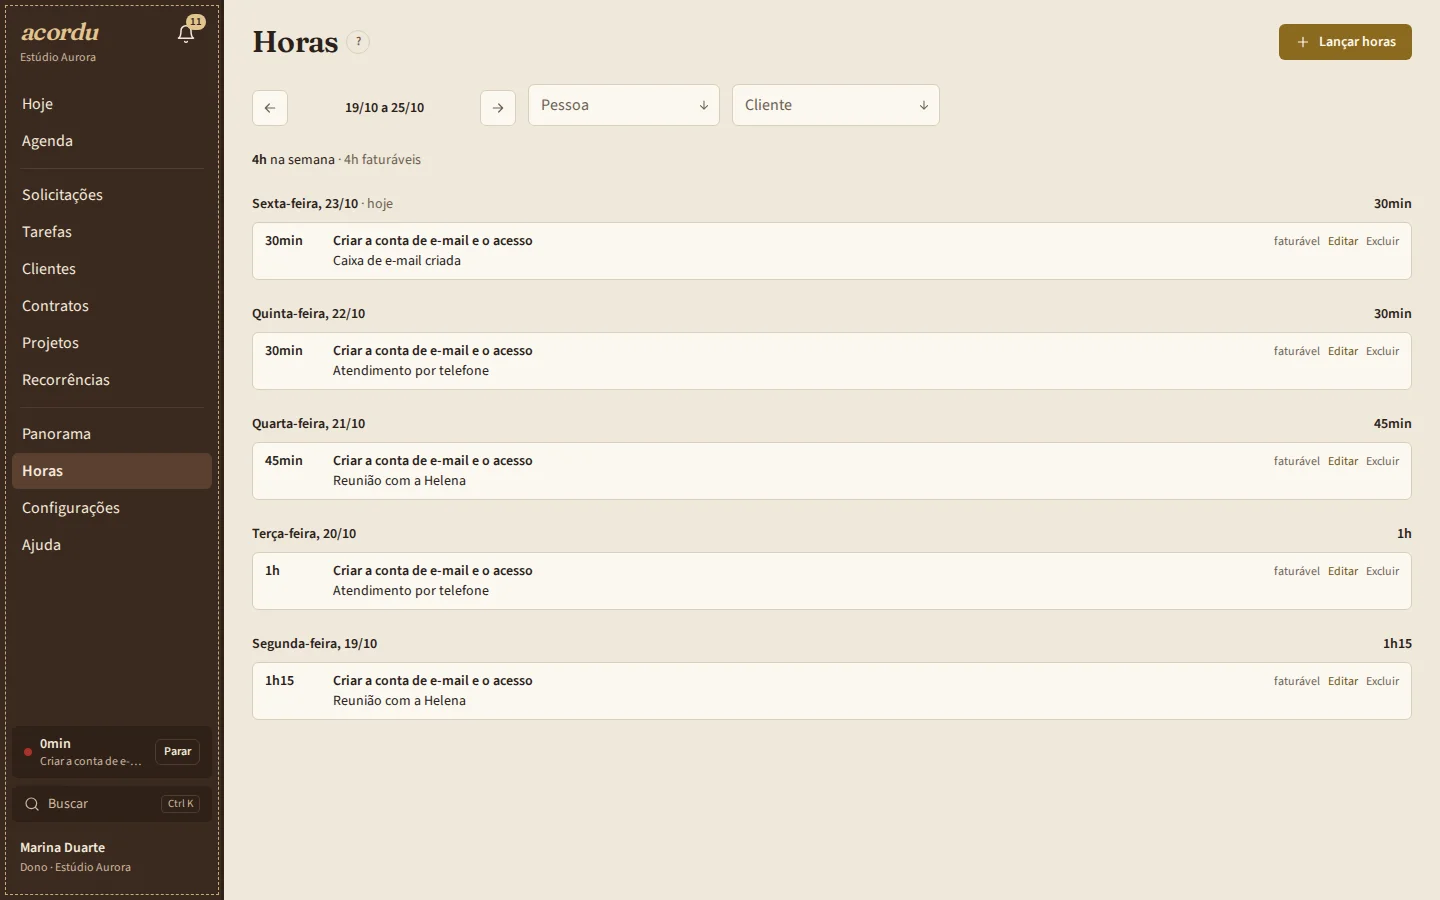 acordu
11
Estúdio Aurora
Hoje
Agenda
Solicitações
Tarefas
Clientes
Contratos
Projetos
Recorrências
Panorama
Horas
Configurações
Ajuda
0min
Criar a conta de e-...
Parar
Buscar
Ctrl K
Marina Duarte
Dono · Estúdio Aurora
Horas ?
Lançar horas
19/10 a 25/10
Pessoa
Cliente
4h na semana · 4h faturáveis
Sexta-feira, 23/10 · hoje 30min
30min Criar a conta de e-mail e o acesso faturável Editar Excluir
Caixa de e-mail criada
Quinta-feira, 22/10 30min
30min Criar a conta de e-mail e o acesso faturável Editar Excluir
Atendimento por telefone
Quarta-feira, 21/10 45min
45min Criar a conta de e-mail e o acesso faturável Editar Excluir
Reunião com a Helena
Terça-feira, 20/10 1h
1h Criar a conta de e-mail e o acesso faturável Editar Excluir
Atendimento por telefone
Segunda-feira, 19/10 1h15
1h15 Criar a conta de e-mail e o acesso faturável Editar Excluir
Reunião com a Helena